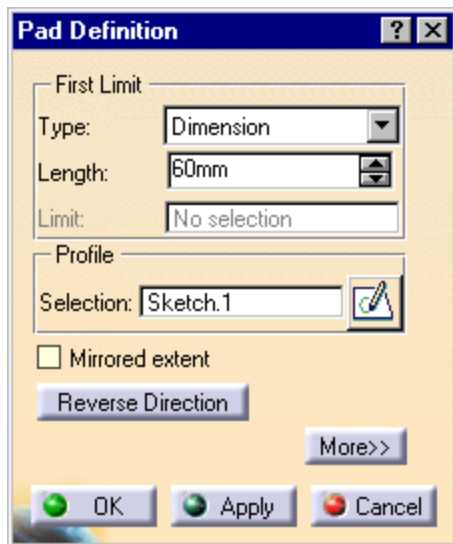 Pad Definition ? X
First Limit
Type: Dimension
Length: 60mm
Limit: No selection
Profile
Selection: Sketch.1
Mirrored extent
Reverse Direction
More>>
OK Apply Cancel